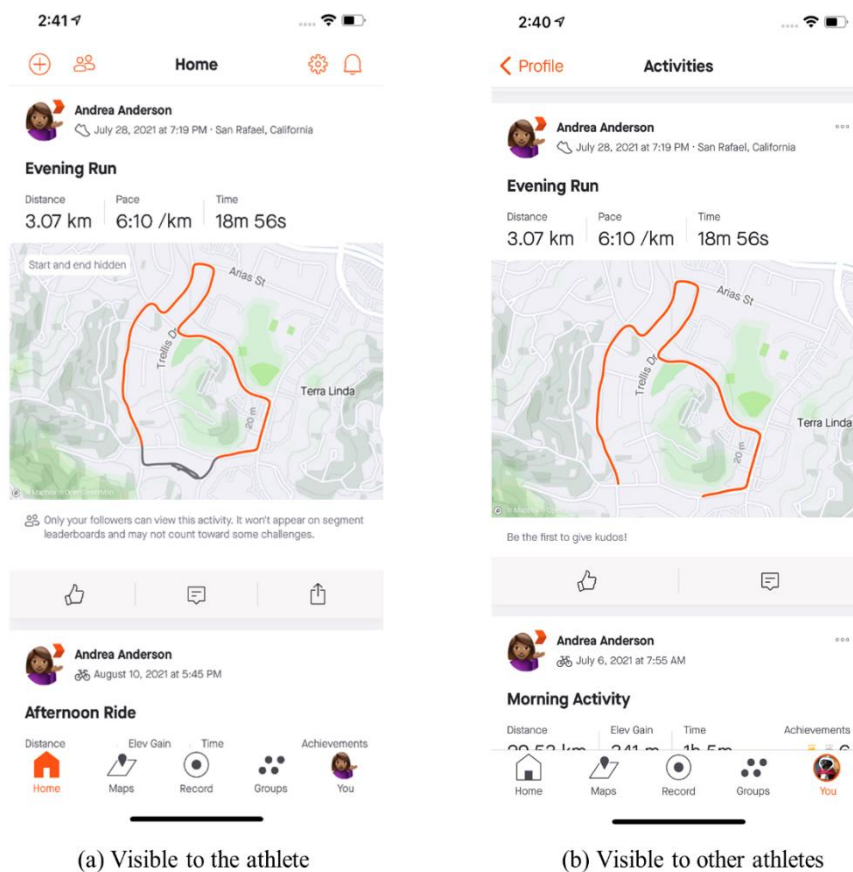 2:41
Home
Andrea Anderson
July 28, 2021 at 7:19 PM · San Rafael, California
Evening Run
Distance Pace Time
3.07 km 6:10 /km 18m 56s
Start and end hidden
Arias St
Trellis Dr
Terra Linda
20 m
Only your followers can view this activity. It won't appear on segment
leaderboards and may not count toward some challenges.
Andrea Anderson
August 10, 2021 at 5:45 PM
Afternoon Ride
Distance Elev Gain Time Achievements
Home Maps Record Groups You
(a) Visible to the athlete
2:40
Profile Activities
Andrea Anderson
July 28, 2021 at 7:19 PM · San Rafael, California
Evening Run
Distance Pace Time
3.07 km 6:10 /km 18m 56s
Arias St
Trellis Dr
Terra Linda
20 m
Be the first to give kudos!
Andrea Anderson
July 6, 2021 at 7:55 AM
Morning Activity
Distance Elev Gain Time Achievements
Home Maps Record Groups You
(b) Visible to other athletes